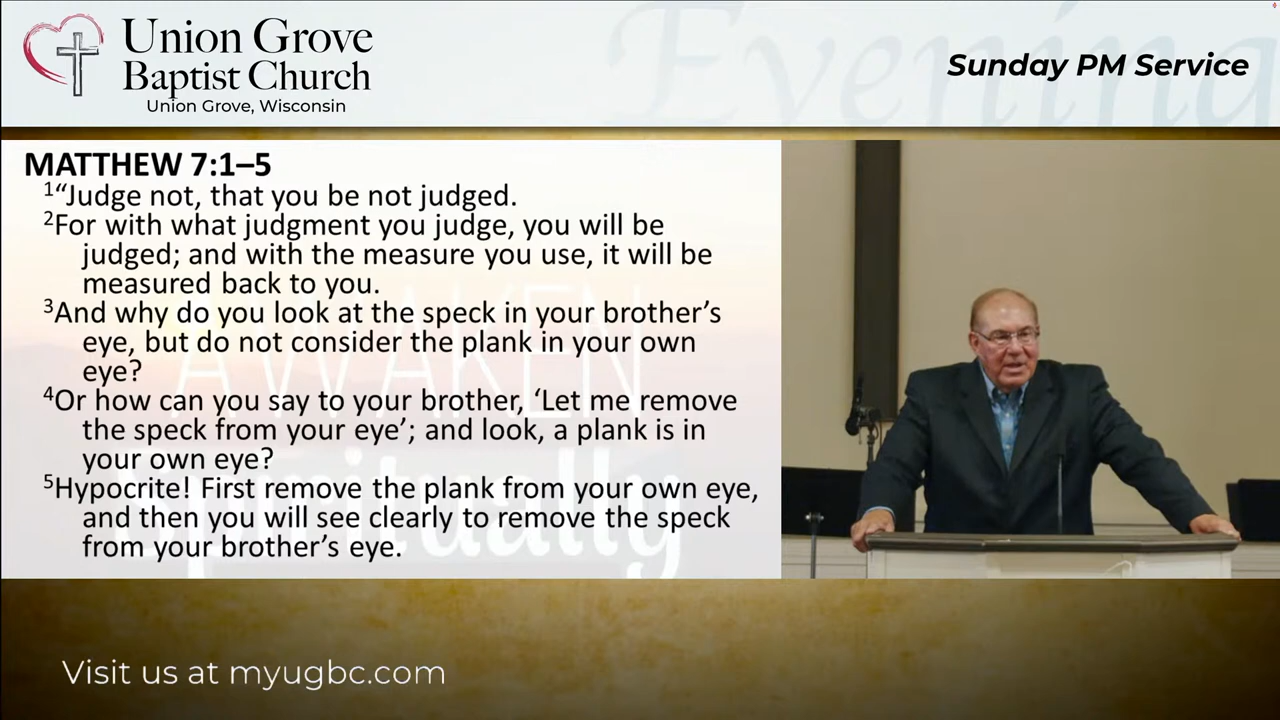 Union Grove
Baptist Church
Union Grove, Wisconsin
Evening
Sunday PM Service
MATTHEW 7:1–5
1“Judge not, that you be not judged.
2For with what judgment you judge, you will be
judged; and with the measure you use, it will be
measured back to you.
3And why do you look at the speck in your brother’s
eye, but do not consider the plank in your own
eye?
4Or how can you say to your brother, ‘Let me remove
the speck from your eye’; and look, a plank is in
your own eye?
5Hypocrite! First remove the plank from your own eye,
and then you will see clearly to remove the speck
from your brother’s eye.
AWAKEN
Spiritually
Visit us at myugbc.com